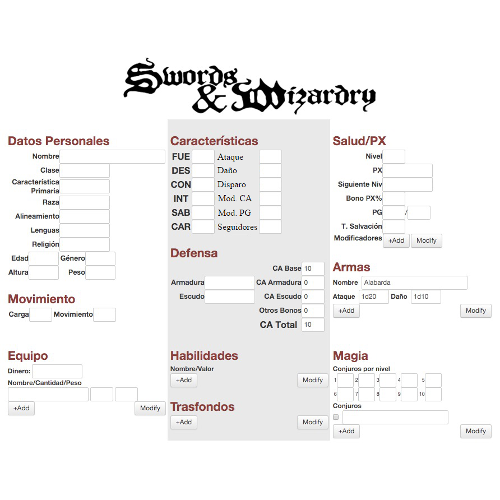 Swords
& Wizardry
Datos Personales
Nombre
Clase
Característica
Primaria
Raza
Alineamiento
Lenguas
Religión
Edad Género
Altura Peso
Movimiento
Carga Movimiento
Equipo
Dinero:
Nombre/Cantidad/Peso
+Add Modify
Características
FUE Ataque
DES Daño
CON Disparo
INT Mod. CA
SAB Mod. PG
CAR Seguidores
Defensa
CA Base 10
Armadura CA Armadura 0
Escudo CA Escudo 0
Otros Bonos 0
CA Total 10
Habilidades
Nombre/Valor
+Add Modify
Trasfondos
+Add Modify
Salud/PX
Nivel
PX
Siguiente Niv
Bono PX%
PG /
T. Salvación
Modificadores +Add Modify
Armas
Nombre Alabarda
Ataque 1d20 Daño 1d10
+Add Modify
Magia
Conjuros por nivel
1 2 3 4 5
6 7 8 9 10
Conjuros
+Add Modify